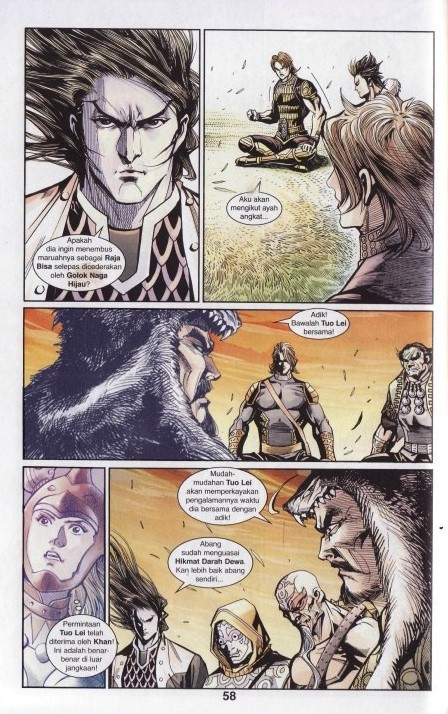 Apakah
dia ingin menembus
maruahnya sebagai Raja
Bisa selepas dicederakan
oleh Golok Naga
Hijau?
Aku akan
mengikut ayah
angkat...
Adik!
Bawalah Tuo Lei
bersama!
Mudah-
mudahan Tuo Lei
akan memperkayakan
pengalamannya waktu
dia bersama dengan
adik!
Abang
sudah menguasai
Hikmat Darah Dewa.
Kan lebih baik abang
sendiri...
Permintaan
Tuo Lei telah
diterima oleh Khan!
Ini adalah benar-
benar di luar
jangkaan!
58